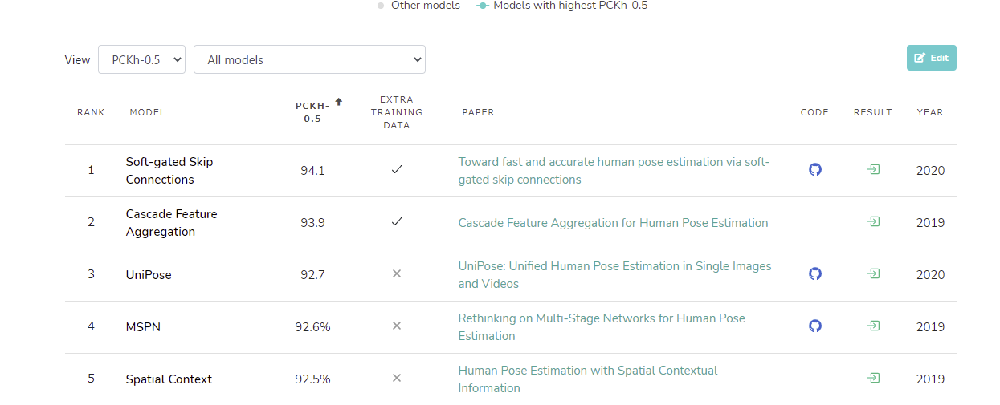 Other models Models with highest PCKh-0.5
View PCKh-0.5 All models Edit
RANK MODEL PCKH-0.5 EXTRA TRAINING DATA PAPER CODE RESULT YEAR
1 Soft-gated Skip Connections 94.1 Toward fast and accurate human pose estimation via soft-gated skip connections 2020
2 Cascade Feature Aggregation 93.9 Cascade Feature Aggregation for Human Pose Estimation 2019
3 UniPose 92.7 UniPose: Unified Human Pose Estimation in Single Images and Videos 2020
4 MSPN 92.6% Rethinking on Multi-Stage Networks for Human Pose Estimation 2019
5 Spatial Context 92.5% Human Pose Estimation with Spatial Contextual Information 2019